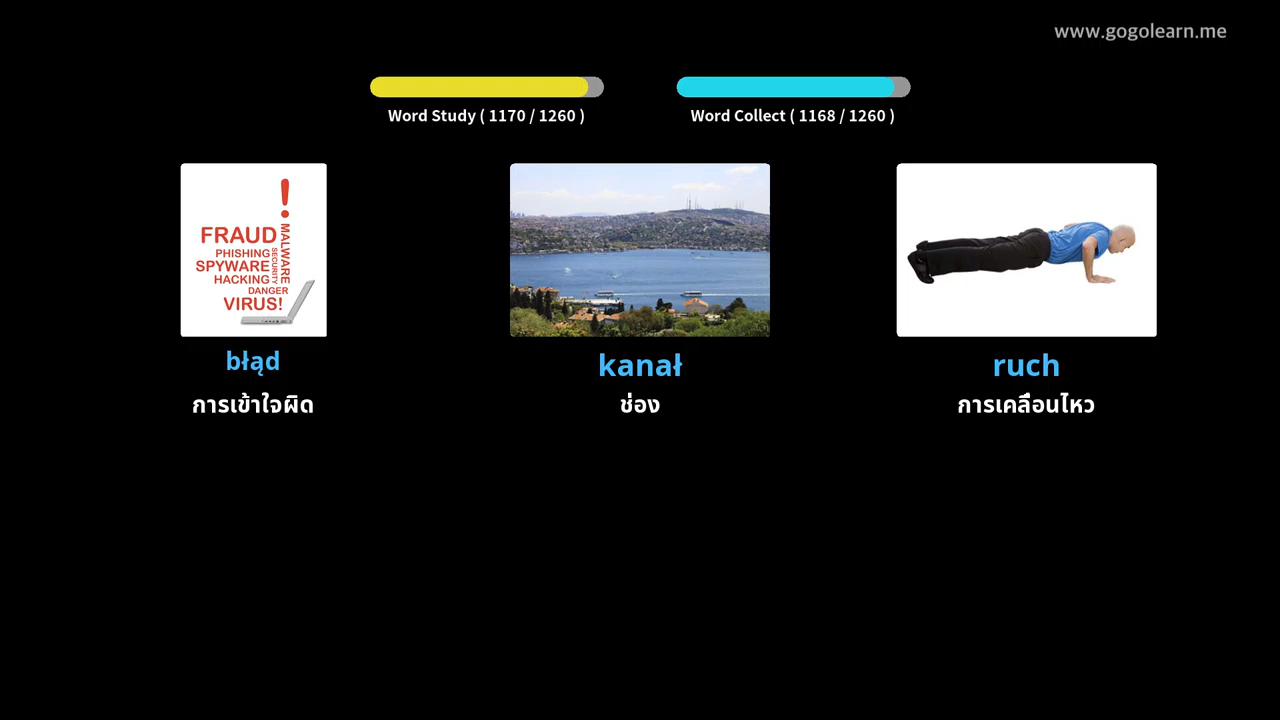 www.gogolearn.me
Word Study ( 1170 / 1260 )
Word Collect ( 1168 / 1260 )
!
FRAUD
PHISHING
SPYWARE
HACKING
DANGER
VIRUS!
MALWARE
SECURITY
błąd
kanał
ruch
การเข้าใจผิด
ช่อง
การเคลื่อนไหว